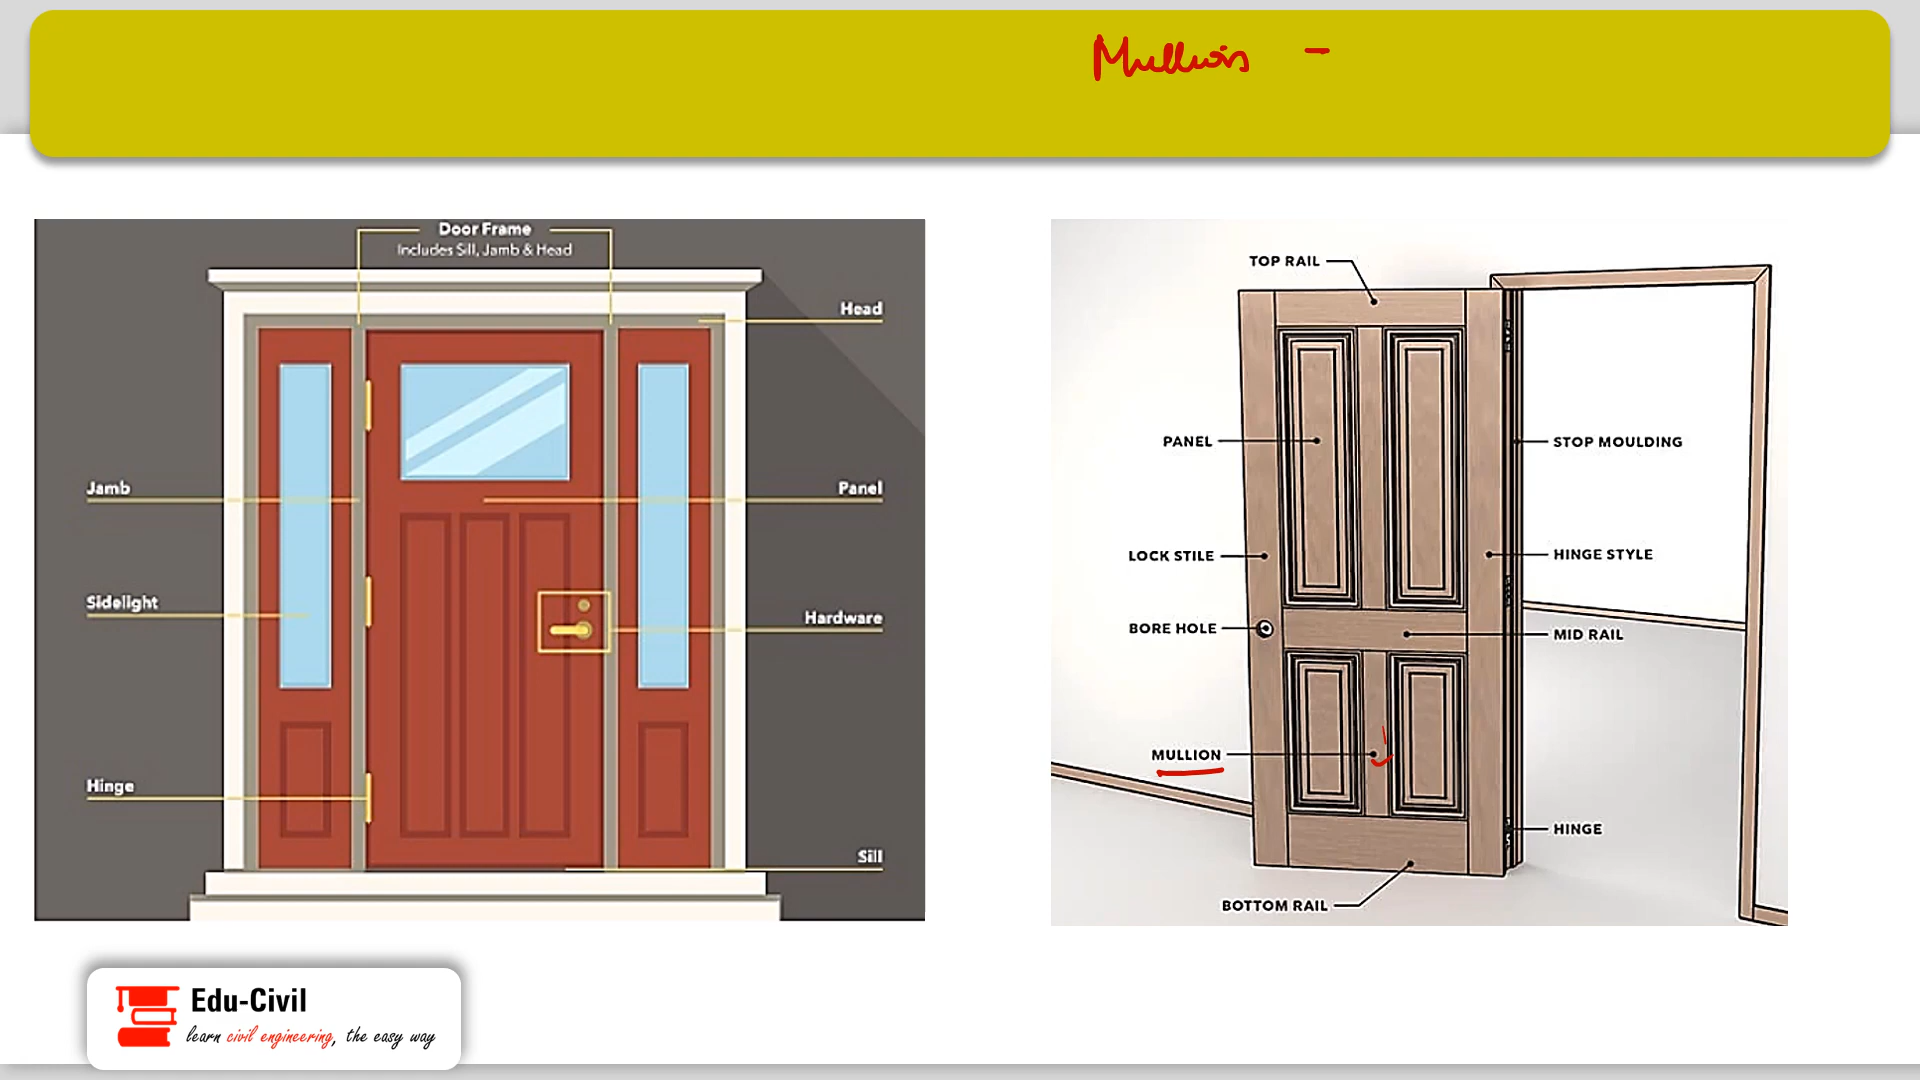 Mullions -
Door Frame
Includes Sill, Jamb & Head
Head
Jamb
Panel
Sidelight
Hardware
Hinge
Sill
TOP RAIL
PANEL
STOP MOULDING
LOCK STILE
HINGE STYLE
BORE HOLE
MID RAIL
MULLION
HINGE
BOTTOM RAIL
Edu-Civil
learn civil engineering, the easy way